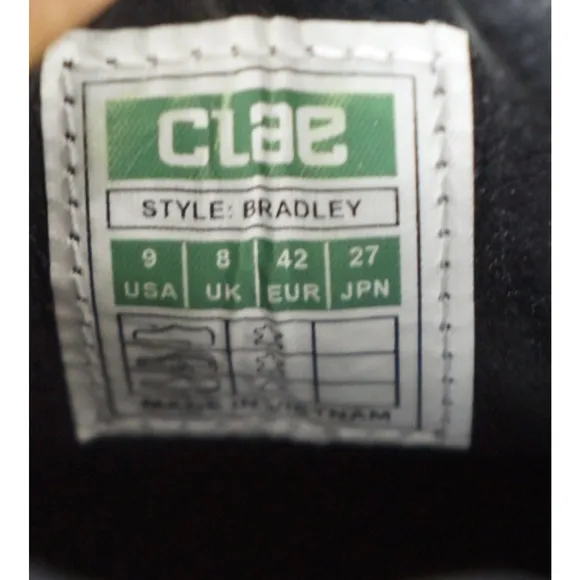 Clae
STYLE: BRADLEY
9 8 42 27
USA UK EUR JPN
MADE IN VIETNAM